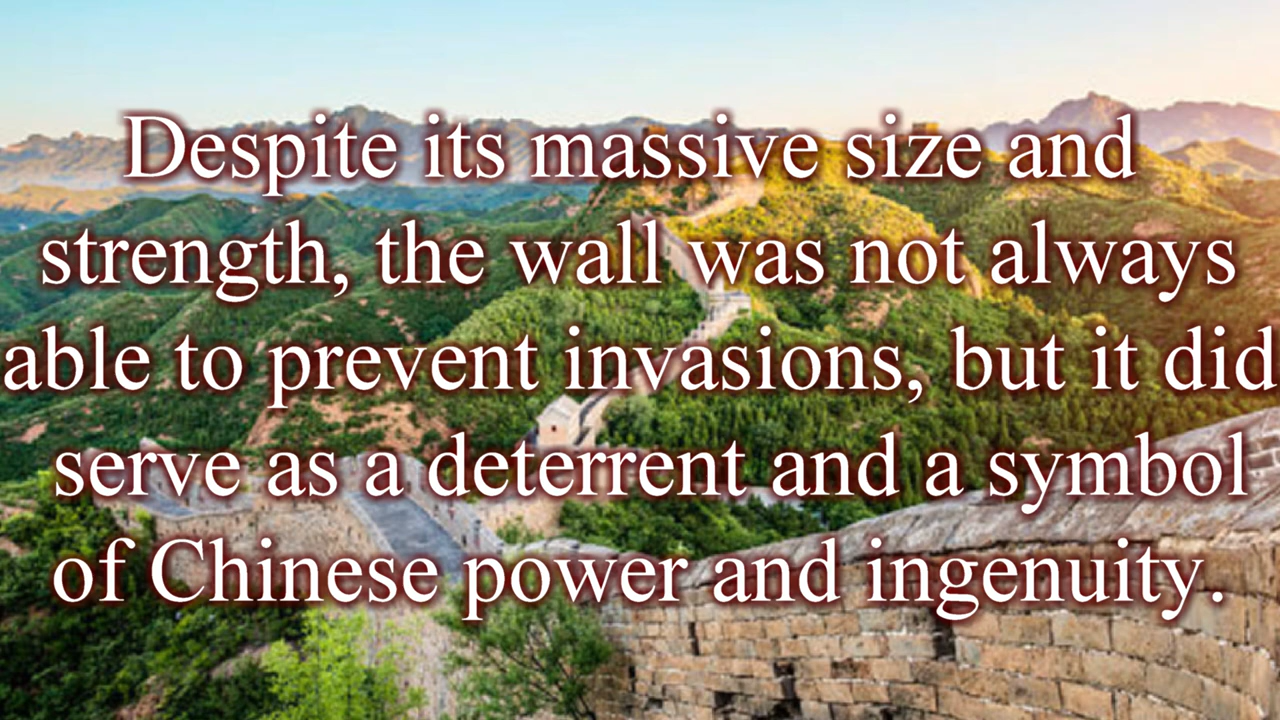 Despite its massive size and
strength, the wall was not always
able to prevent invasions, but it did
serve as a deterrent and a symbol
of Chinese power and ingenuity.